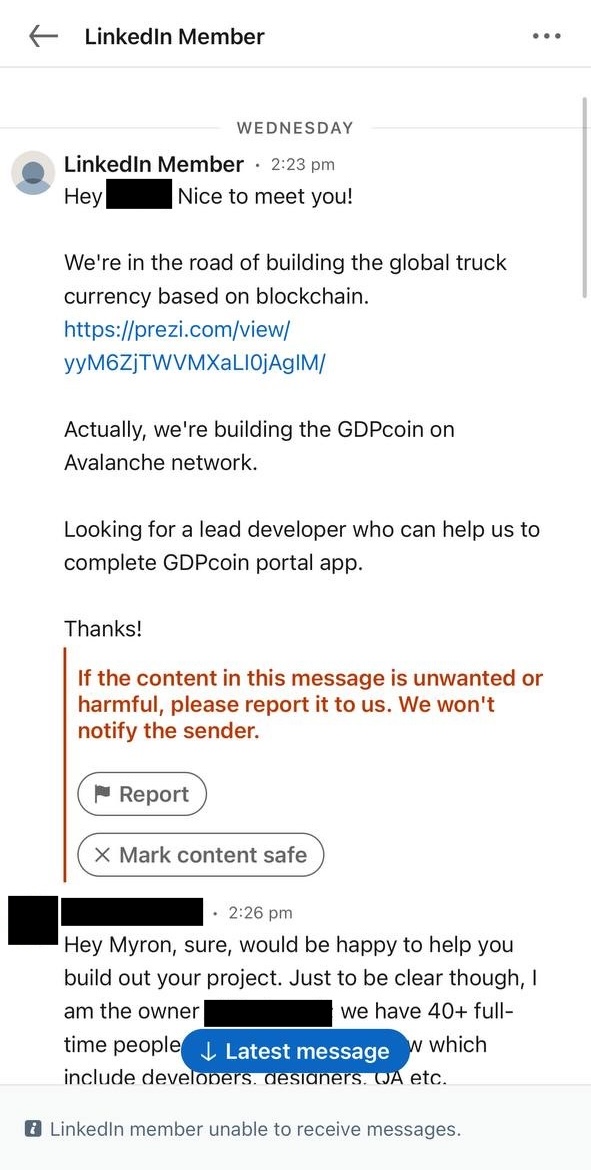 LinkedIn Member
WEDNESDAY
LinkedIn Member • 2:23 pm
Hey Nice to meet you!
We're in the road of building the global truck
currency based on blockchain.
https://prezi.com/view/
yyM6ZjTWVMXaLI0jAgIM/
Actually, we're building the GDPcoin on
Avalanche network.
Looking for a lead developer who can help us to
complete GDPcoin portal app.
Thanks!
If the content in this message is unwanted or
harmful, please report it to us. We won't
notify the sender.
Report
Mark content safe
• 2:26 pm
Hey Myron, sure, would be happy to help you
build out your project. Just to be clear though, I
am the owner we have 40+ full-
time people which
↓ Latest message
include developers, designers, QA etc.
LinkedIn member unable to receive messages.